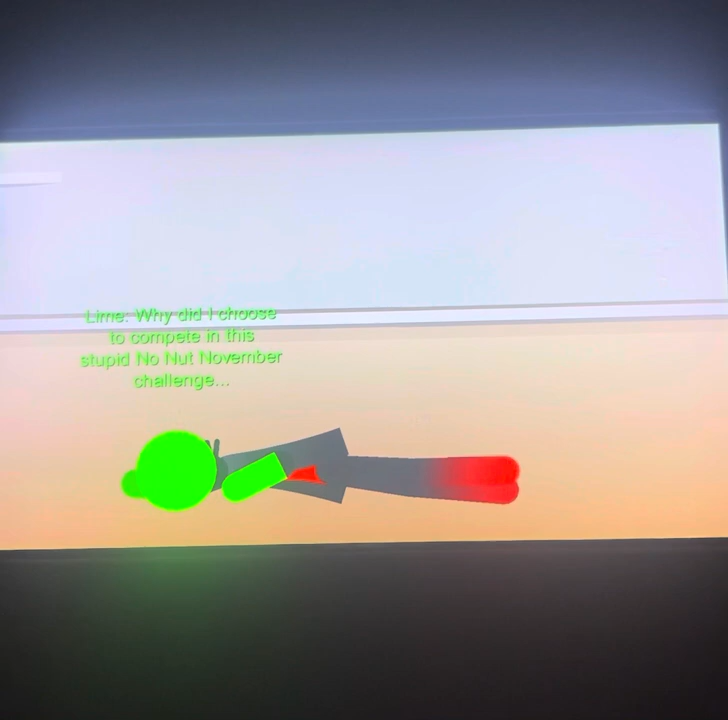 Lime: Why did I choose
to compete in this
stupid No Nut November
challenge...